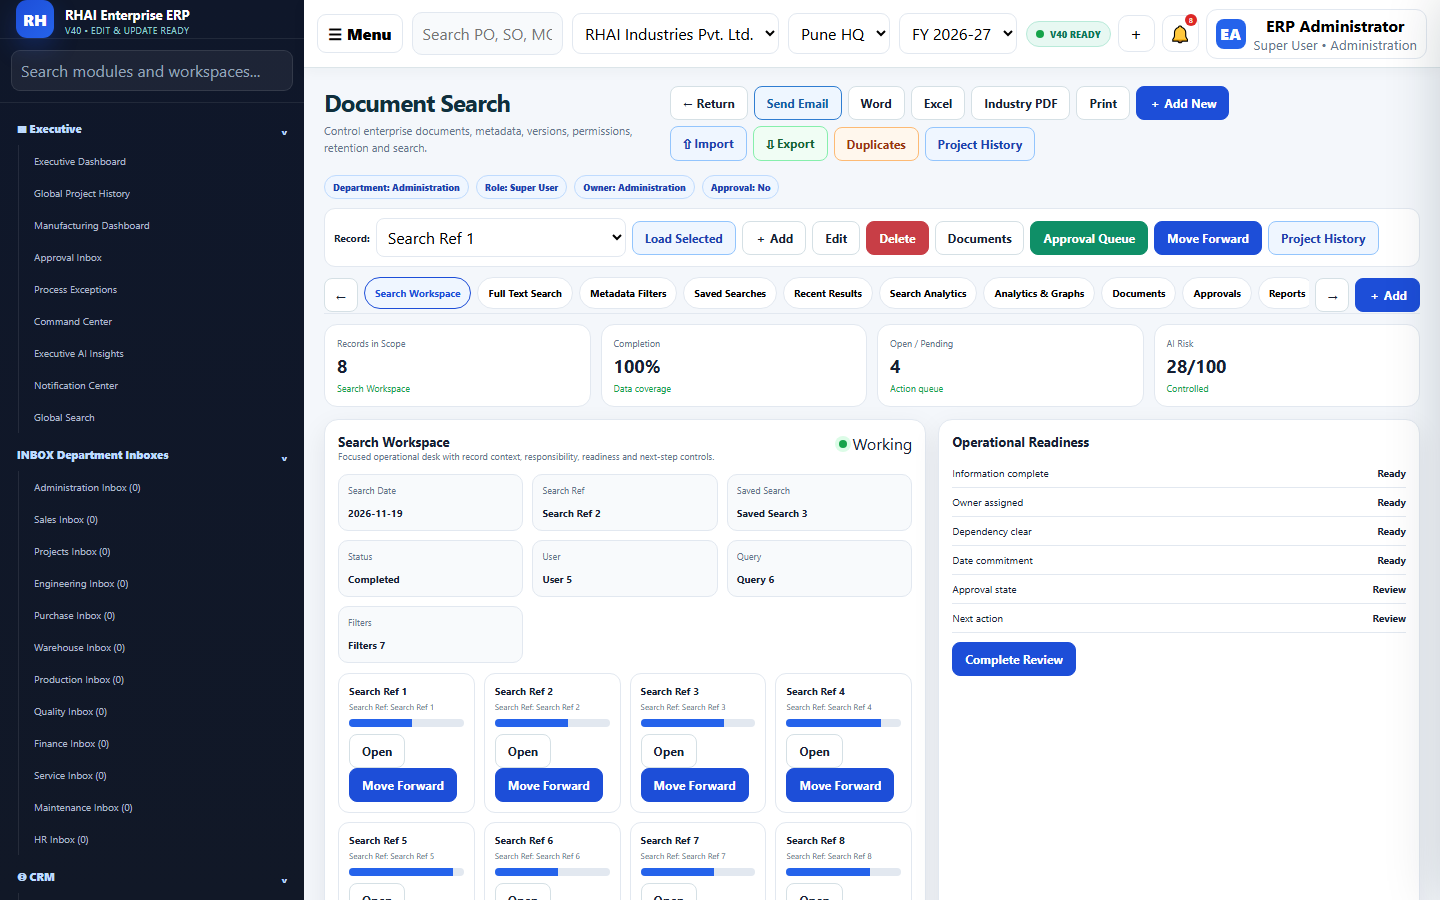 RH
RHAI Enterprise ERP
V40 • EDIT & UPDATE READY
Search modules and workspaces...
Executive
Executive Dashboard
Global Project History
Manufacturing Dashboard
Approval Inbox
Process Exceptions
Command Center
Executive AI Insights
Notification Center
Global Search
INBOX Department Inboxes
Administration Inbox (0)
Sales Inbox (0)
Projects Inbox (0)
Engineering Inbox (0)
Purchase Inbox (0)
Warehouse Inbox (0)
Production Inbox (0)
Quality Inbox (0)
Finance Inbox (0)
Service Inbox (0)
Maintenance Inbox (0)
HR Inbox (0)
CRM
☰ Menu
Search PO, SO, MO
RHAI Industries Pvt. Ltd.
Pune HQ
FY 2026-27
V40 READY
+
8
EA
ERP Administrator
Super User • Administration
Document Search
Control enterprise documents, metadata, versions, permissions,
retention and search.
← Return
Send Email
Word
Excel
Industry PDF
Print
+ Add New
⇧ Import
⇩ Export
Duplicates
Project History
Department: Administration
Role: Super User
Owner: Administration
Approval: No
Record:
Search Ref 1
Load Selected
+ Add
Edit
Delete
Documents
Approval Queue
Move Forward
Project History
←
Search Workspace
Full Text Search
Metadata Filters
Saved Searches
Recent Results
Search Analytics
Analytics & Graphs
Documents
Approvals
Reports
→
+ Add
Records in Scope
8
Search Workspace
Completion
100%
Data coverage
Open / Pending
4
Action queue
AI Risk
28/100
Controlled
Search Workspace
Focused operational desk with record context, responsibility, readiness and next-step controls.
Working
Search Date
2026-11-19
Search Ref
Search Ref 2
Saved Search
Saved Search 3
Status
Completed
User
User 5
Query
Query 6
Filters
Filters 7
Search Ref 1
Search Ref: Search Ref 1
Open
Move Forward
Search Ref 2
Search Ref: Search Ref 2
Open
Move Forward
Search Ref 3
Search Ref: Search Ref 3
Open
Move Forward
Search Ref 4
Search Ref: Search Ref 4
Open
Move Forward
Search Ref 5
Search Ref: Search Ref 5
Open
Search Ref 6
Search Ref: Search Ref 6
Open
Search Ref 7
Search Ref: Search Ref 7
Open
Search Ref 8
Search Ref: Search Ref 8
Open
Operational Readiness
Information complete
Ready
Owner assigned
Ready
Dependency clear
Ready
Date commitment
Ready
Approval state
Review
Next action
Review
Complete Review